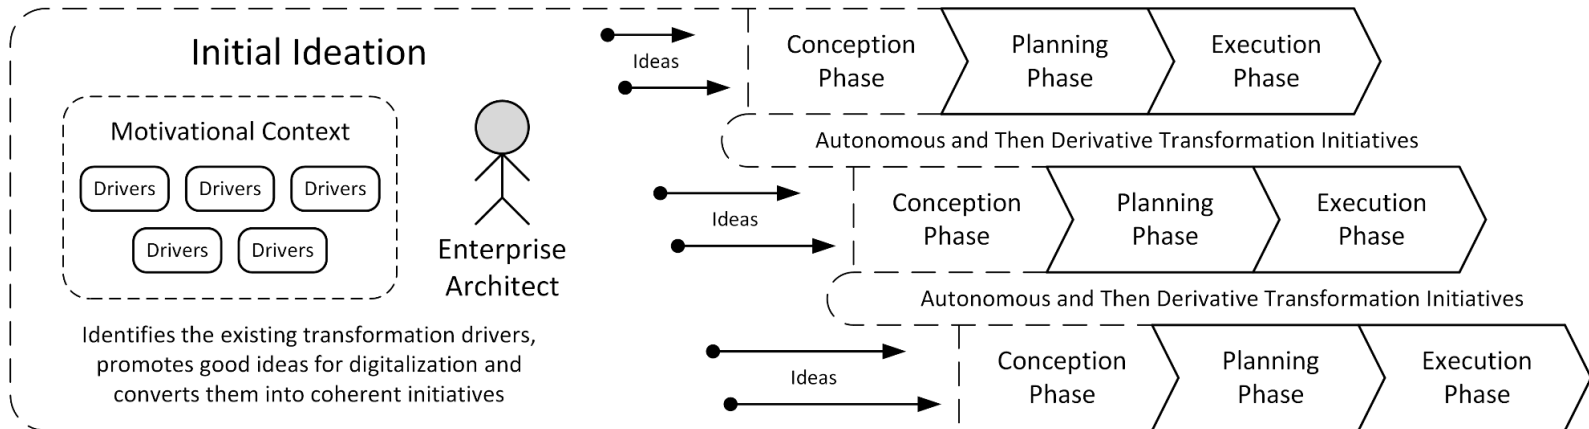 Initial Ideation
Motivational Context
Drivers
Drivers
Drivers
Drivers
Drivers
Enterprise
Architect
Identifies the existing transformation drivers,
promotes good ideas for digitalization and
converts them into coherent initiatives
Ideas
Conception
Phase
Planning
Phase
Execution
Phase
Autonomous and Then Derivative Transformation Initiatives
Ideas
Conception
Phase
Planning
Phase
Execution
Phase
Autonomous and Then Derivative Transformation Initiatives
Ideas
Conception
Phase
Planning
Phase
Execution
Phase